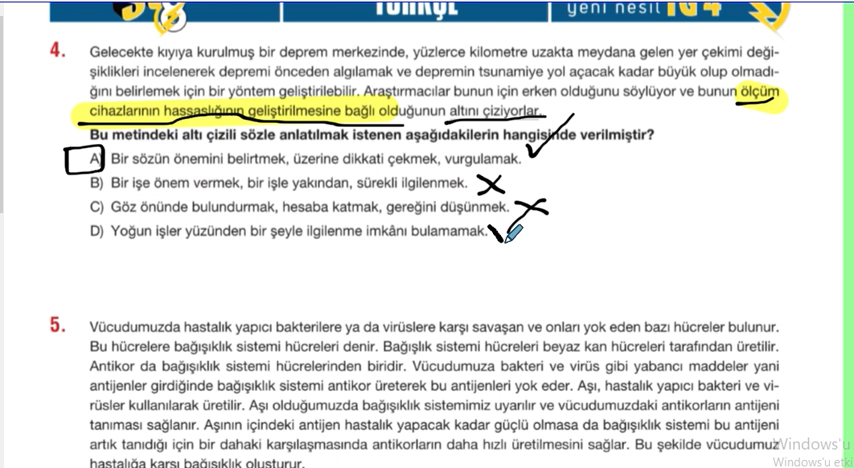 TÜRKÇE
yeni nesil
4. Gelecekte kıyıya kurulmuş bir deprem merkezinde, yüzlerce kilometre uzakta meydana gelen yer çekimi deği-
şiklikleri incelenerek depremi önceden algılamak ve depremin tsunamiye yol açacak kadar büyük olup olmadı-
ğını belirlemek için bir yöntem geliştirilebilir. Araştırmacılar bunun için erken olduğunu söylüyor ve bunun ölçüm
cihazlarının hassaslığının geliştirilmesine bağlı olduğunun altını çiziyorlar.
Bu metindeki altı çizili sözle anlatılmak istenen aşağıdakilerin hangisinde verilmiştir?
A) Bir sözün önemini belirtmek, üzerine dikkati çekmek, vurgulamak.
B) Bir işe önem vermek, bir işle yakından, sürekli ilgilenmek.
C) Göz önünde bulundurmak, hesaba katmak, gereğini düşünmek.
D) Yoğun işler yüzünden bir şeyle ilgilenme imkânı bulamamak.
5. Vücudumuzda hastalık yapıcı bakterilere ya da virüslere karşı savaşan ve onları yok eden bazı hücreler bulunur.
Bu hücrelere bağışıklık sistemi hücreleri denir. Bağışlık sistemi hücreleri beyaz kan hücreleri tarafından üretilir.
Antikor da bağışıklık sistemi hücrelerinden biridir. Vücudumuza bakteri ve virüs gibi yabancı maddeler yani
antijenler girdiğinde bağışıklık sistemi antikor üreterek bu antijenleri yok eder. Aşı, hastalık yapıcı bakteri ve vi-
rüsler kullanılarak üretilir. Aşı olduğumuzda bağışıklık sistemimiz uyarılır ve vücudumuzdaki antikorların antijeni
tanıması sağlanır. Aşının içindeki antijen hastalık yapacak kadar güçlü olmasa da bağışıklık sistemi bu antijeni
artık tanıdığı için bir dahaki karşılaşmasında antikorların daha hızlı üretilmesini sağlar. Bu şekilde vücudumuz
hastalığa karşı bağışıklık oluşturur.
Windows'u
Windows'u etki